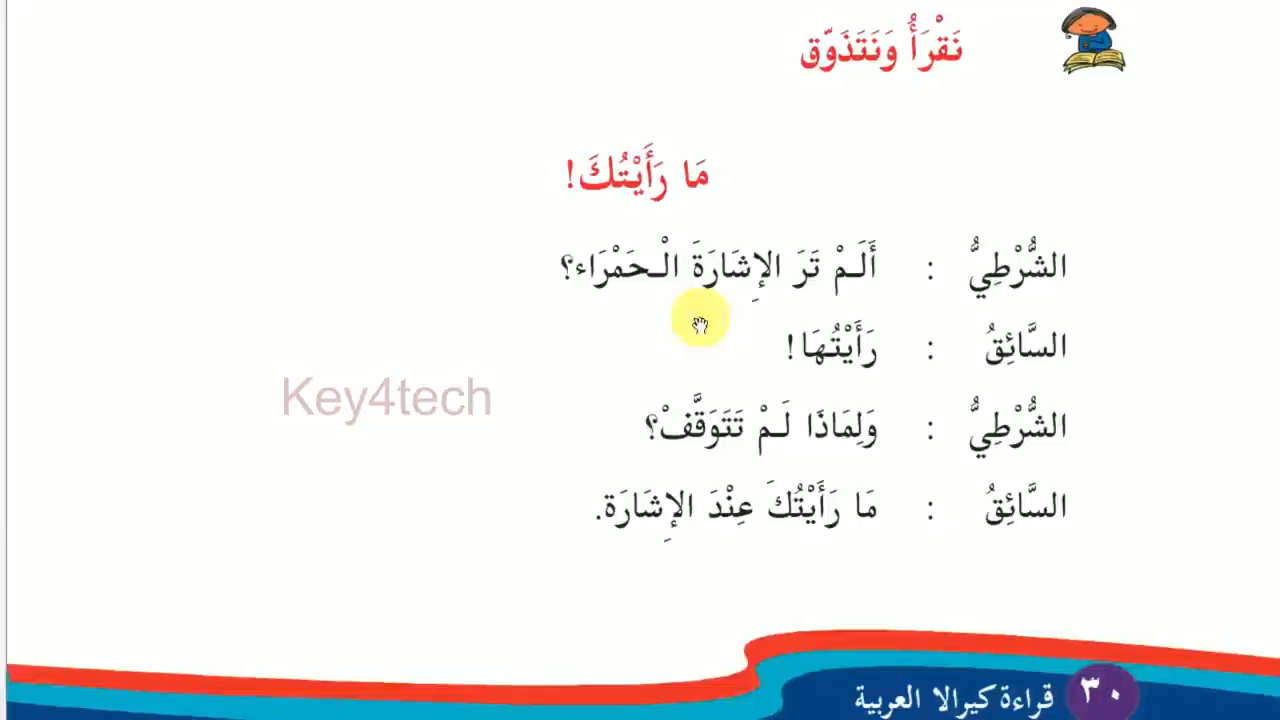 نَقْرَأُ وَنَتَذَوَّق
مَا رَأَيْتُكَ!
الشُّرْطِيُّ : أَلَمْ تَرَ الإِشَارَةَ الْحَمْرَاء؟
السَّائِقُ : رَأَيْتُهَا!
الشُّرْطِيُّ : وَلِمَاذَا لَمْ تَتَوَقَّفْ؟
السَّائِقُ : مَا رَأَيْتُكَ عِنْدَ الإِشَارَة.
Key4tech
٣٠ قراءة كيرالا العربية